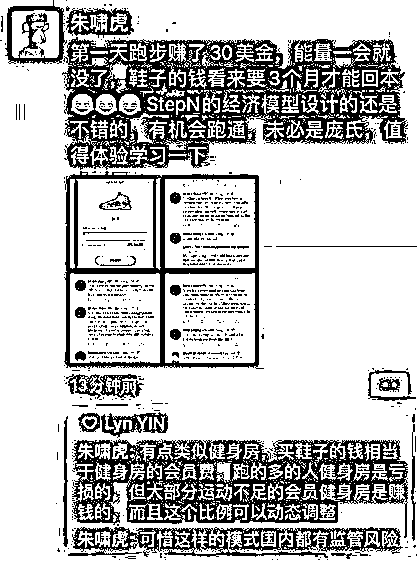 朱啸虎
第一天跑步赚了30美金，能量一会就
没了，鞋子的钱看来要3个月才能回本
😄😄😄 StepN的经济模型设计的还是
不错的，有机会跑通，未必是庞氏，值
得体验学习一下
13分钟前
Lyn YIN
朱啸虎: 有点类似健身房，买鞋子的钱相当
于健身房的会员费，跑的多的人健身房是亏
损的，但大部分运动不足的会员健身房是赚
钱的，而且这个比例可以动态调整
朱啸虎: 可惜这样的模式国内都有监管风险